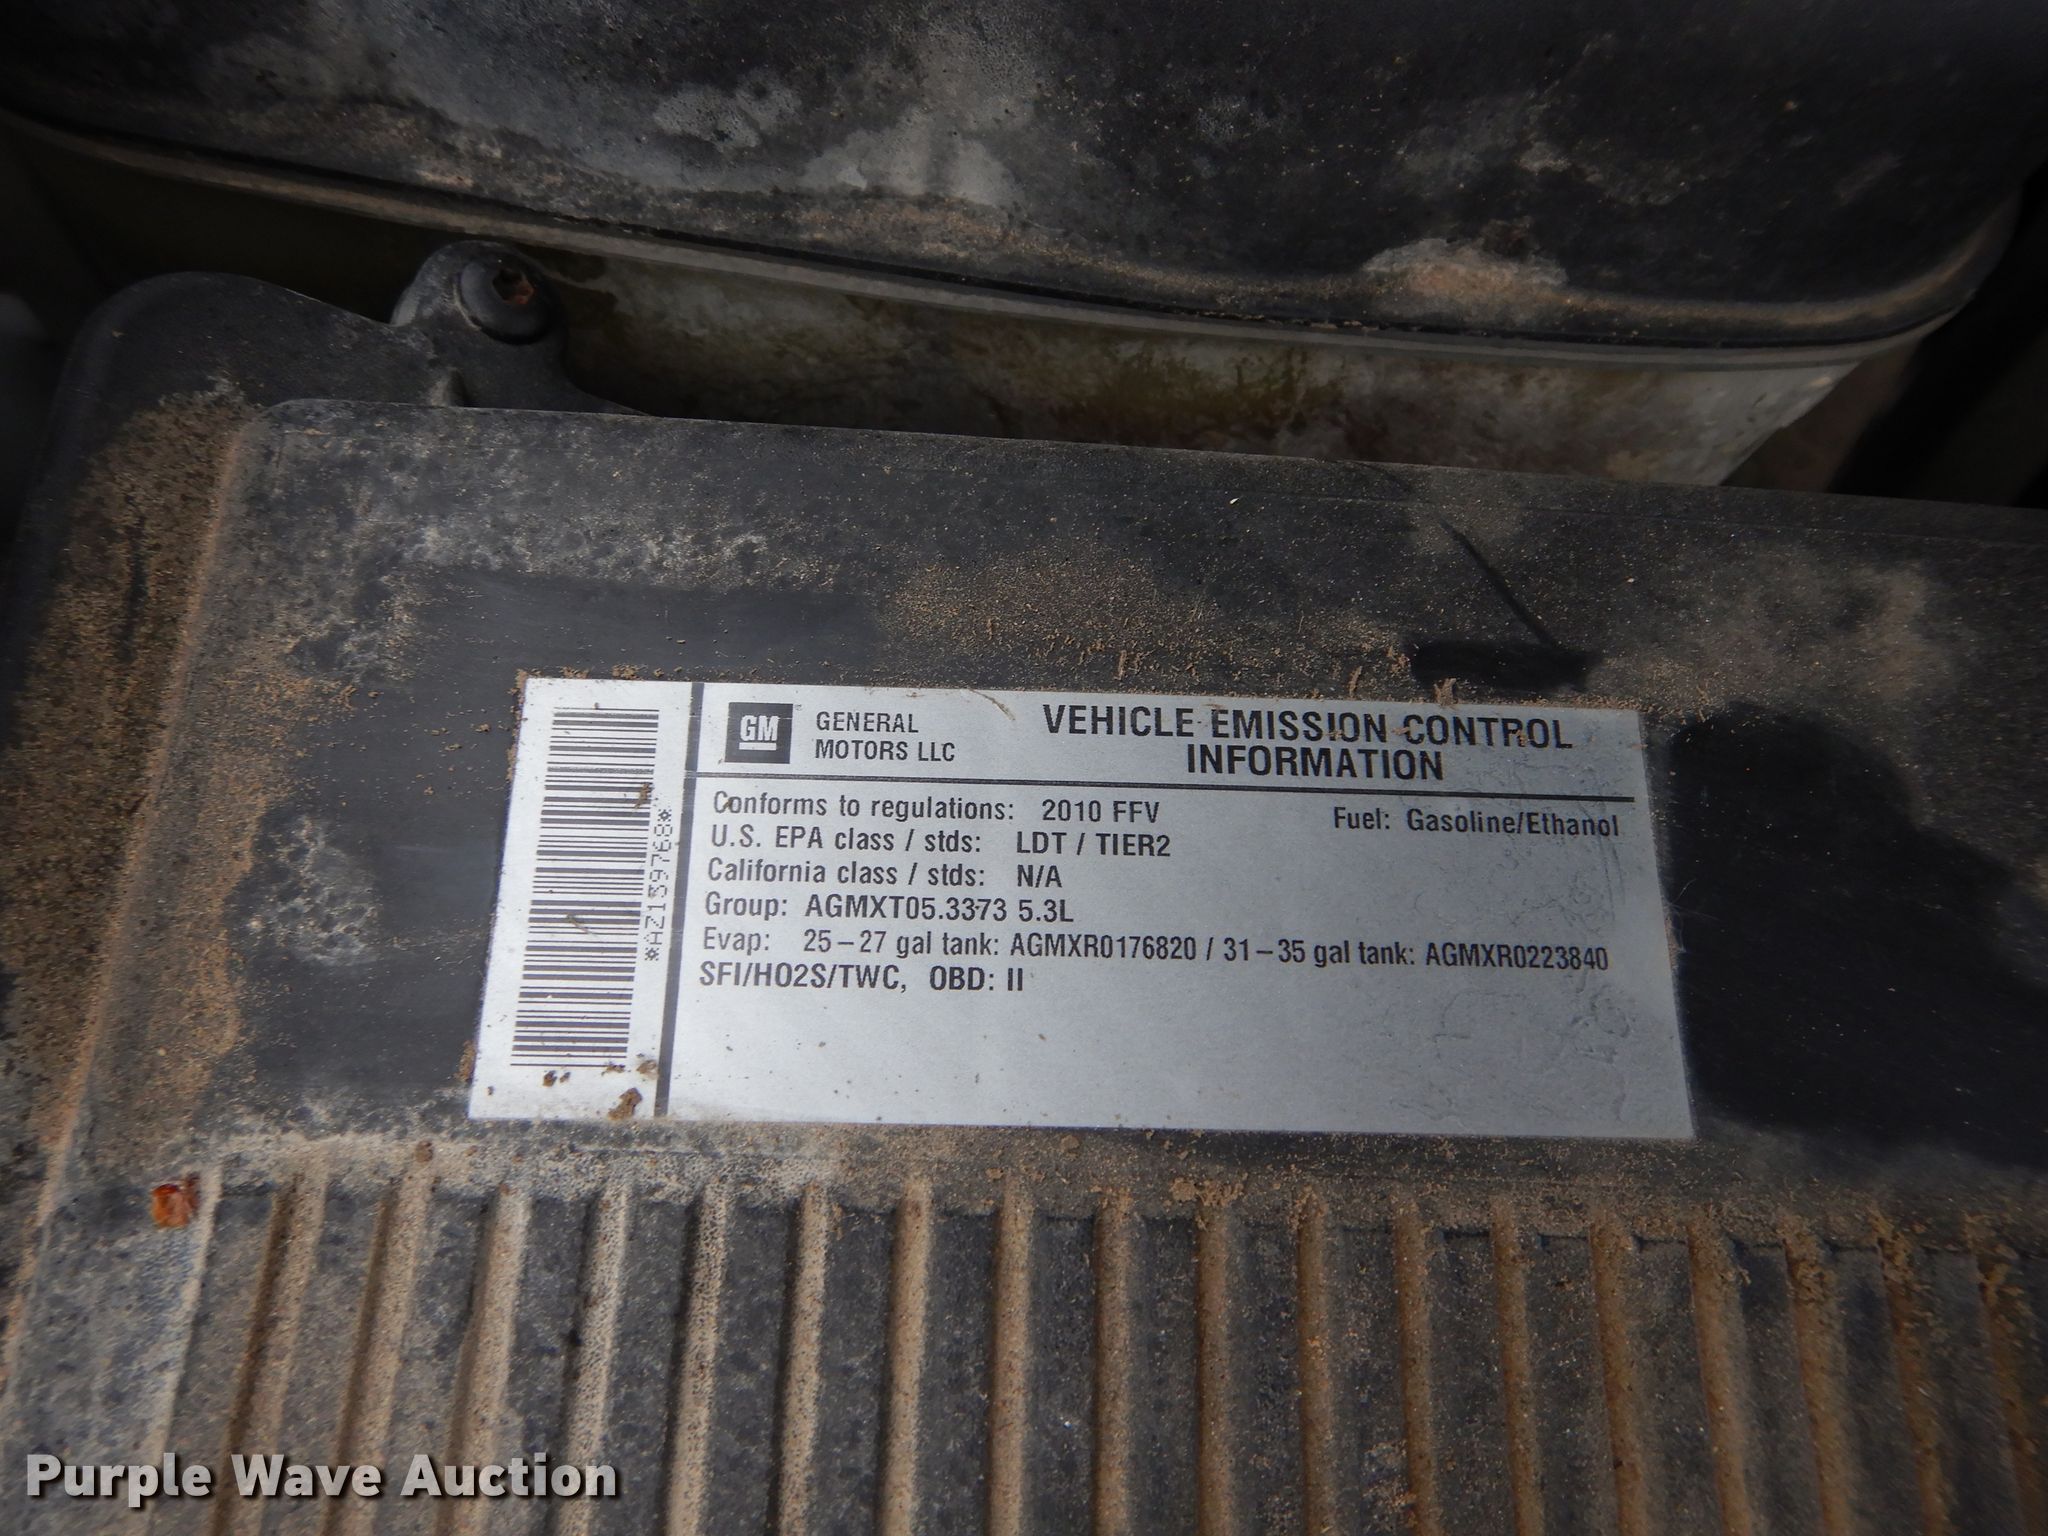 *AZ139768*
GM
GENERAL
MOTORS LLC
VEHICLE EMISSION CONTROL
INFORMATION
Conforms to regulations: 2010 FFV
Fuel: Gasoline/Ethanol
U.S. EPA class / stds: LDT / TIER2
California class / stds: N/A
Group: AGMXT05.3373 5.3L
Evap: 25-27 gal tank: AGMXR0176820 / 31-35 gal tank: AGMXR0223840
SFI/HO2S/TWC, OBD: II
Purple Wave Auction